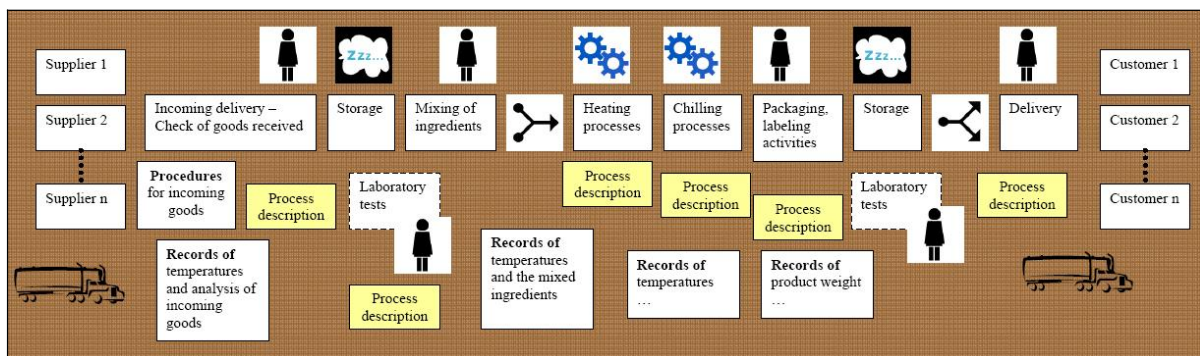 Supplier 1
Supplier 2
Supplier n
Incoming delivery –
Check of goods received
Zzz...
Storage
Mixing of
ingredients
Heating
processes
Chilling
processes
Packaging,
labeling
activities
Zzz...
Storage
Delivery
Customer 1
Customer 2
Customer n
Procedures
for incoming
goods
Process
description
Laboratory
tests
Process
description
Process
description
Process
description
Laboratory
tests
Process
description
Records of
temperatures
and analysis of
incoming
goods
Process
description
Records of
temperatures
and the mixed
ingredients
Records of
temperatures
…
Records of
product weight
…